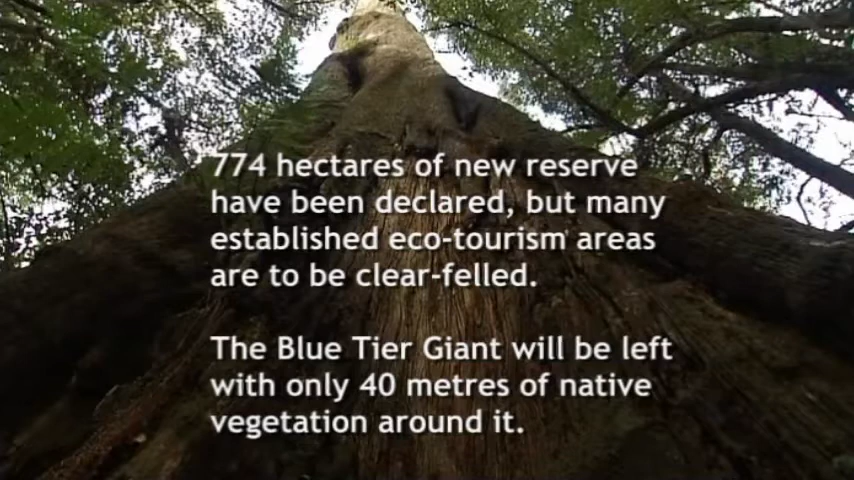 774 hectares of new reserve
have been declared, but many
established eco-tourism areas
are to be clear-felled.
The Blue Tier Giant will be left
with only 40 metres of native
vegetation around it.